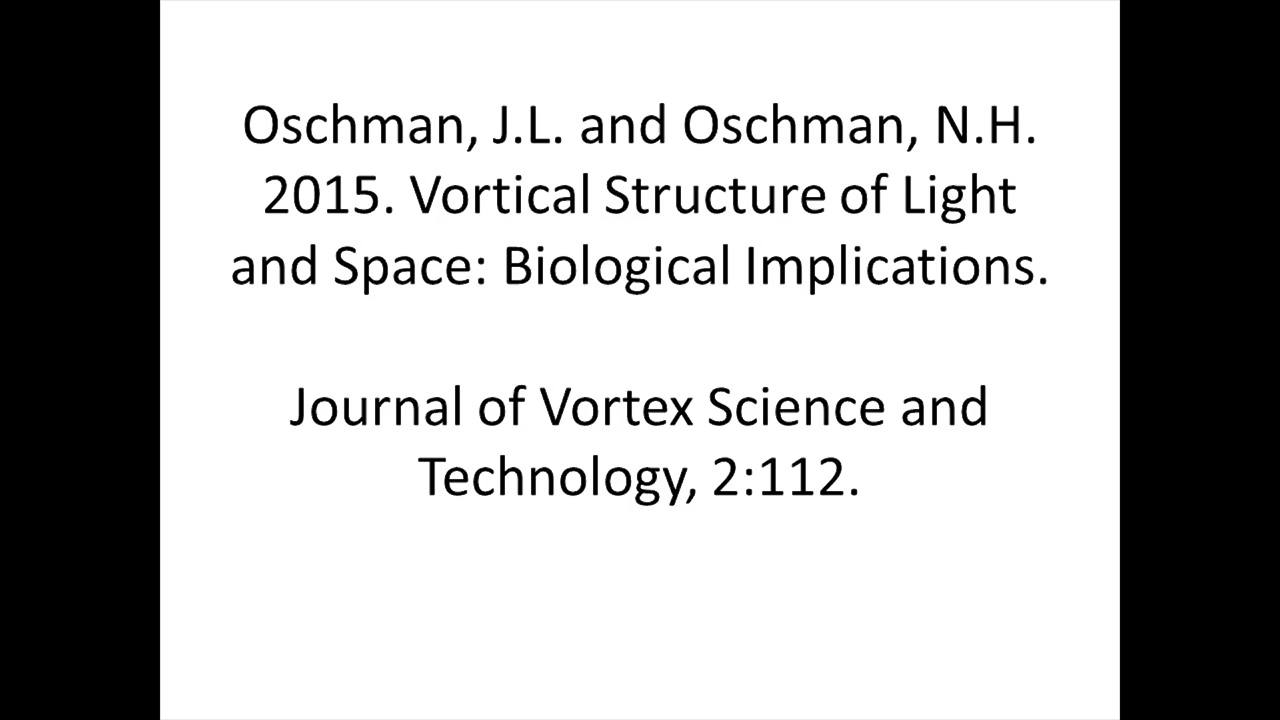 Oschman, J.L. and Oschman, N.H.
2015. Vortical Structure of Light
and Space: Biological Implications.
Journal of Vortex Science and
Technology, 2:112.